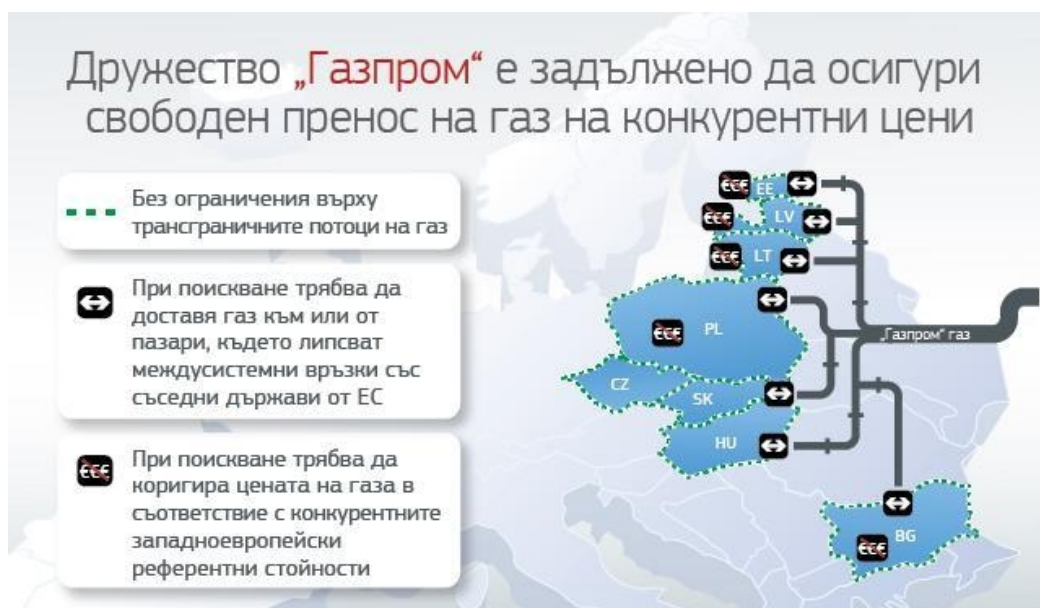 Дружество „Газпром“ е задължено да осигури
свободен пренос на газ на конкурентни цени
Без ограничения върху
трансграничните потоци на газ
При поискване трябва да
доставя газ към или от
пазари, където липсват
междусистемни връзки със
съседни държави от ЕС
При поискване трябва да
коригира цената на газа в
съответствие с конкурентните
западноевропейски
референтни стойности
€€€
€€€
EE
€€€
LV
€€€
LT
€€€
PL
„Газпром“ газ
CZ
SK
HU
€€€
BG